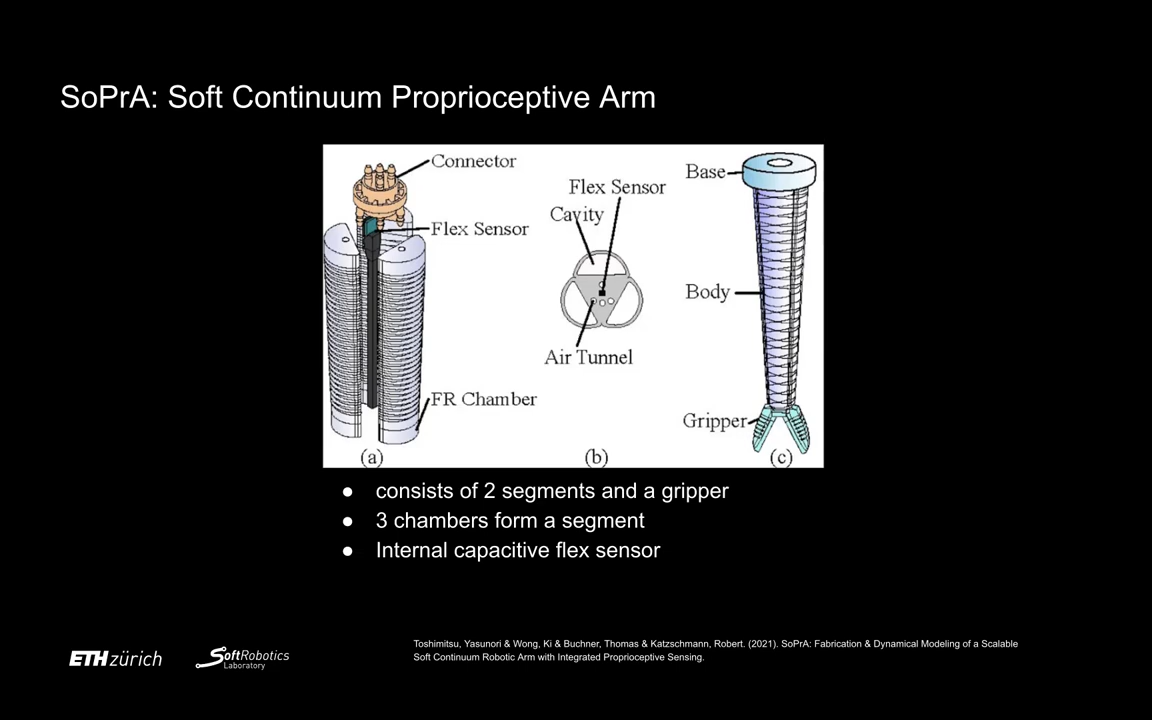 SoPrA: Soft Continuum Proprioceptive Arm
Connector
Flex Sensor
FR Chamber
(a)
Flex Sensor
Cavity
Air Tunnel
(b)
Base
Body
Gripper
(c)
● consists of 2 segments and a gripper
● 3 chambers form a segment
● Internal capacitive flex sensor
ETH zürich
SoftRobotics
Laboratory
Toshimitsu, Yasunori & Wong, Ki & Buchner, Thomas & Katzschmann, Robert. (2021). SoPrA: Fabrication & Dynamical Modeling of a Scalable
Soft Continuum Robotic Arm with Integrated Proprioceptive Sensing.